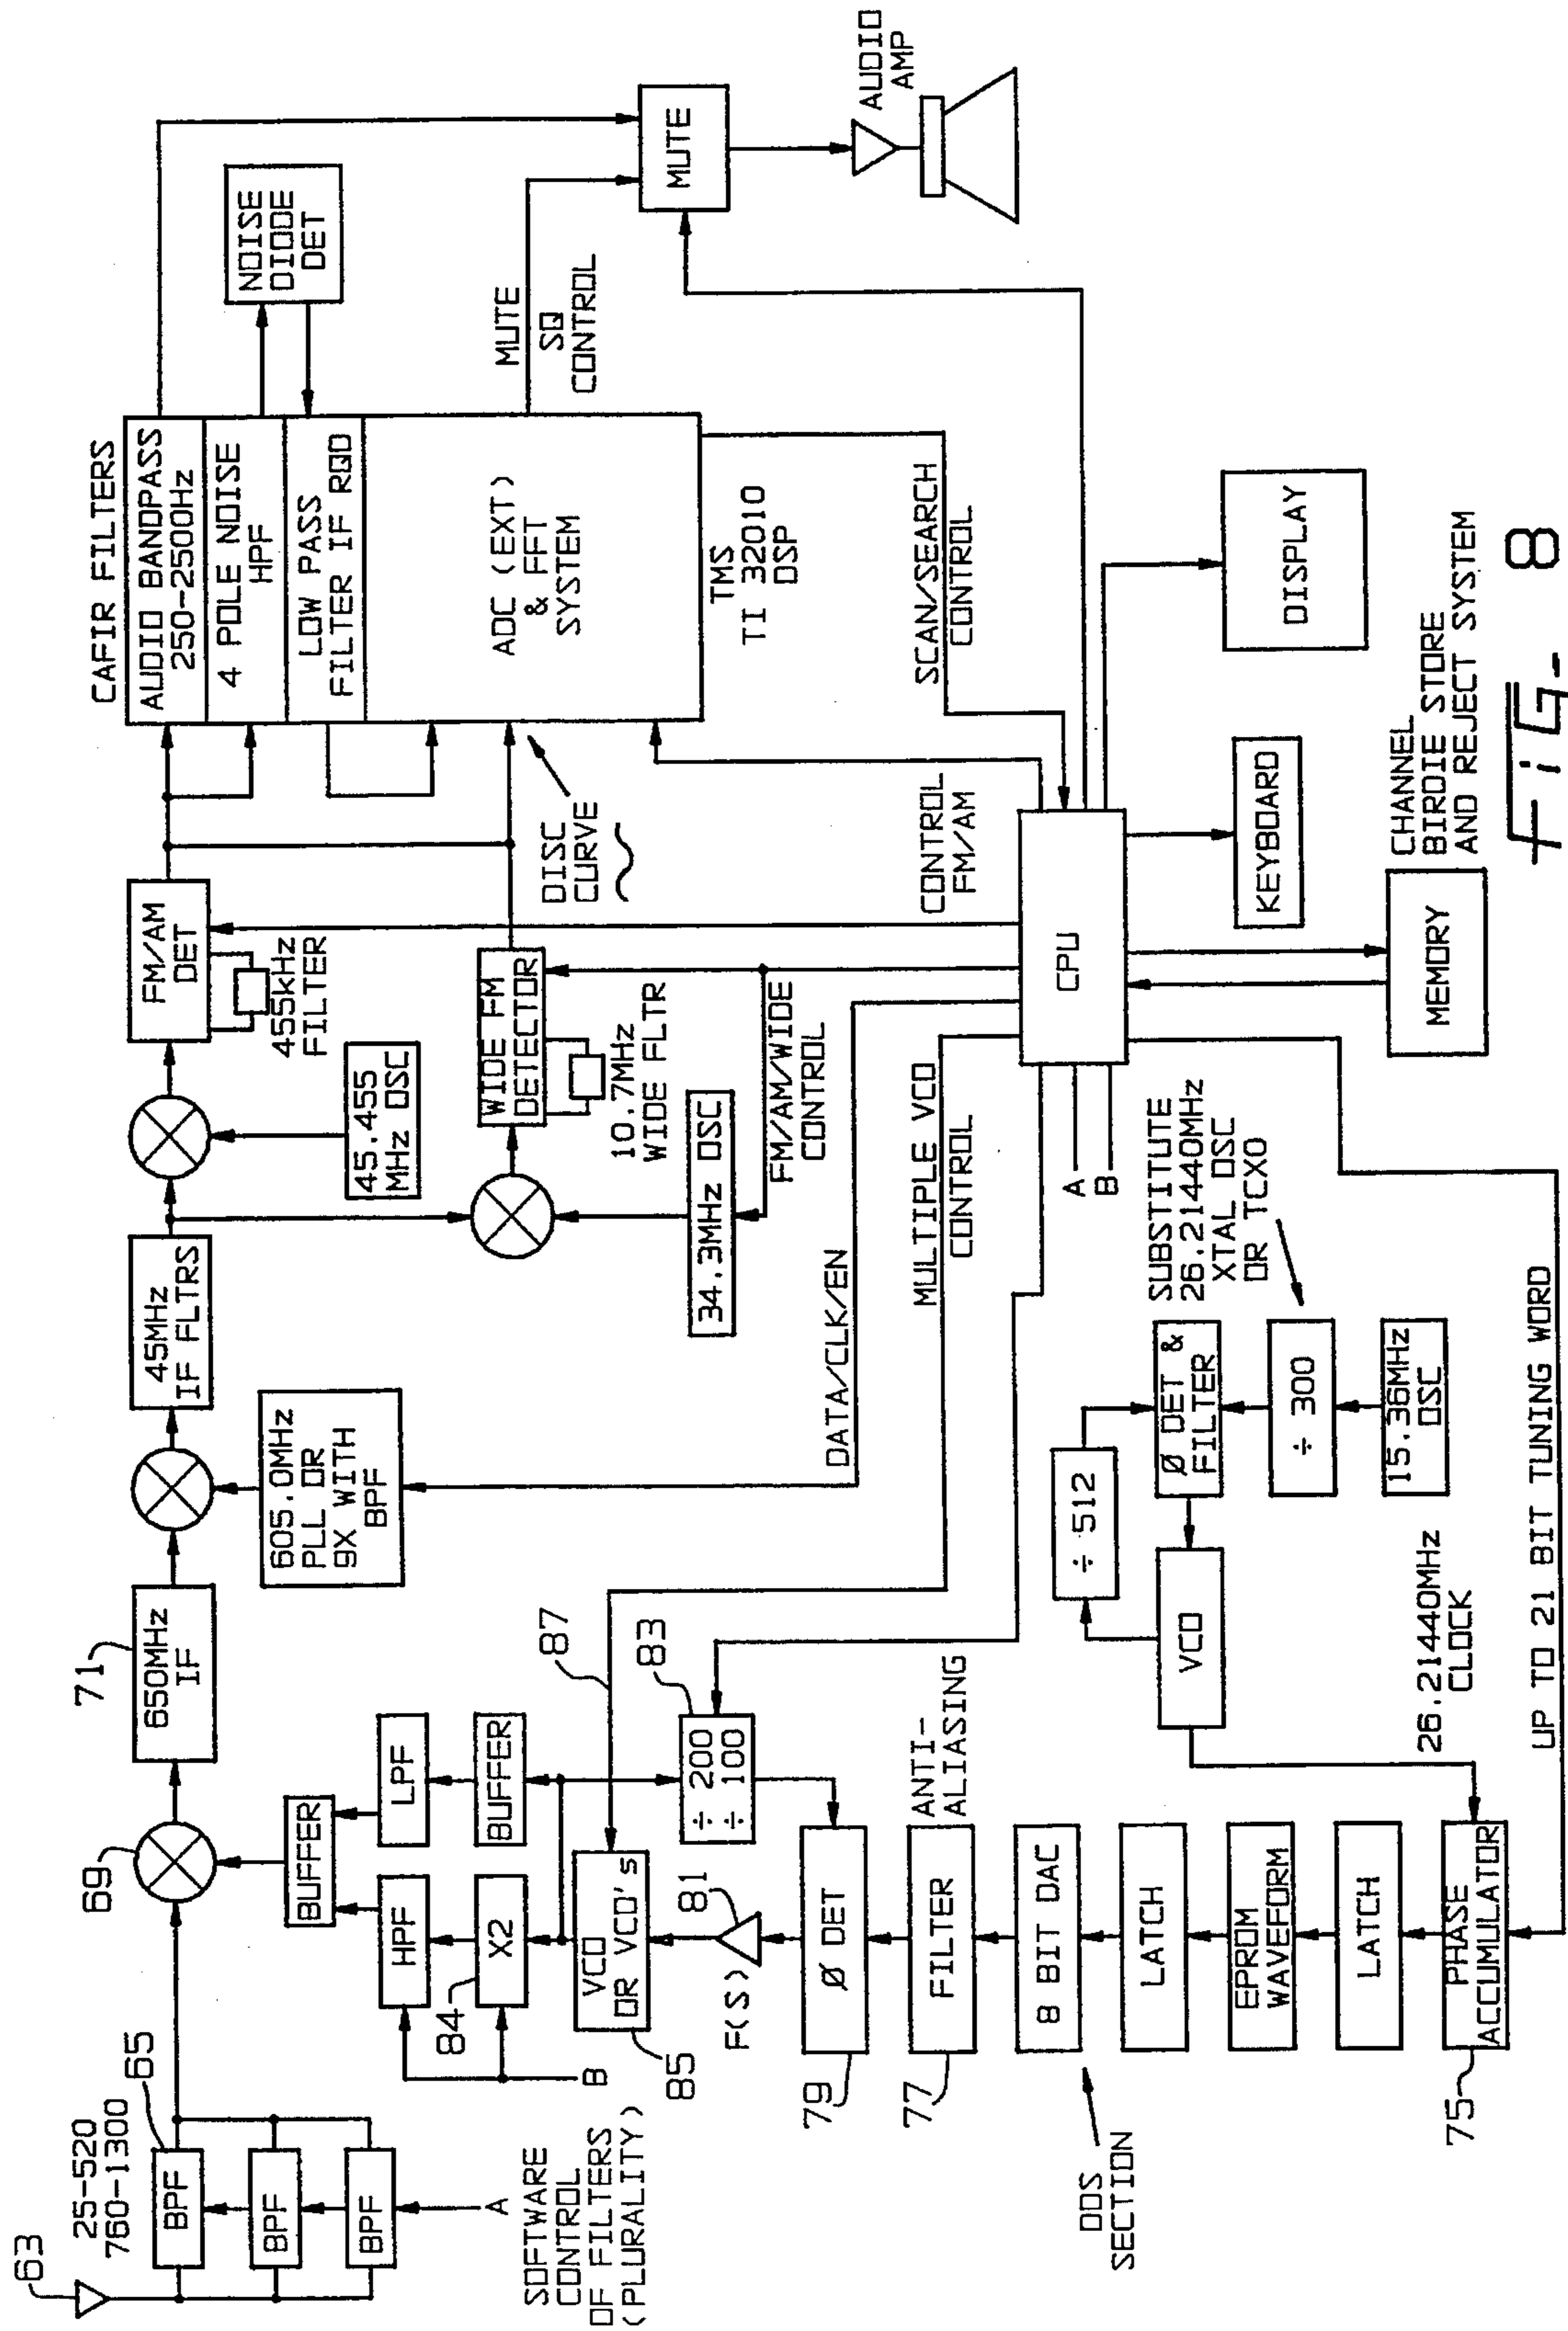 63
25-520
760-1300
65
BPF
BPF
BPF
A
SOFTWARE
CONTROL
OF FILTERS
(PLURALITY)
69
71
650MHz
IF
605.0MHz
PLL OR
9X WITH
BPF
45MHz
IF FLTRS
45.455
MHz OSC
FM/AM
DET
455kHz
FILTER
WIDE FM
DETECTOR
10.7MHz
WIDE FLTR
34.3MHz OSC
FM/AM/WIDE
CONTROL
DISC
CURVE
CAFIR FILTERS
AUDIO BANDPASS
250-2500Hz
4 POLE NOISE
HPF
LOW PASS
FILTER IF RQD
ADC (EXT)
& FFT
SYSTEM
TMS
TI 32010
DSP
NOISE
DIODE
DET
MUTE
SQ
CONTROL
MUTE
AUDIO
AMP
BUFFER
HPF
LPF
84
X2
BUFFER
B
85
VCO
OR VCO's
87
83
÷ 200
÷ 100
F(S)
81
79
Ø DET
77
FILTER
ANTI-
ALIASING
DDS
SECTION
8 BIT DAC
LATCH
EPROM
WAVEFORM
LATCH
75
PHASE
ACCUMULATOR
DATA/CLK/EN
MULTIPLE VCO
CONTROL
CONTROL
FM/AM
SCAN/SEARCH
CONTROL
CPU
A
B
÷ 512
VCO
Ø DET &
FILTER
÷ 300
15.36MHz
OSC
SUBSTITUTE
26.21440MHz
XTAL OSC
OR TCXO
26.21440MHz
CLOCK
UP TO 21 BIT TUNING WORD
KEYBOARD
DISPLAY
MEMORY
CHANNEL
BIRDIE STORE
AND REJECT SYSTEM
FiG_ 8